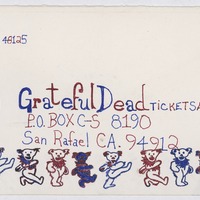 48125
Grateful Dead TICKETSA
P.O. BOX C-S 8190
San Rafael CA. 94912